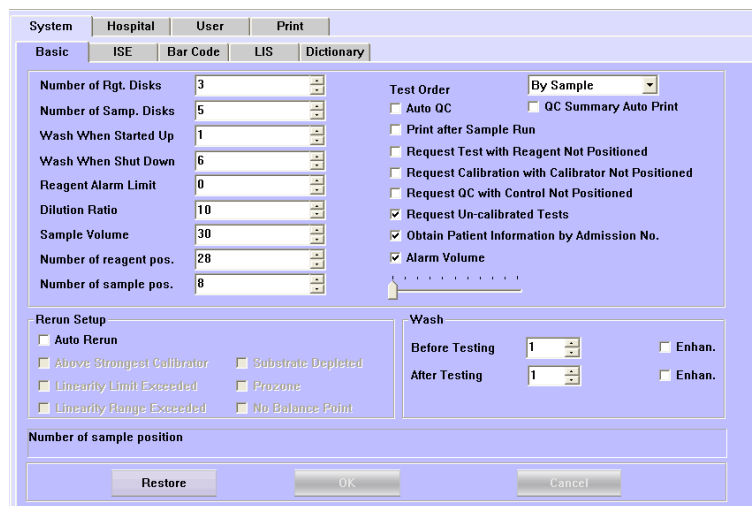 System Hospital User Print
Basic ISE Bar Code LIS Dictionary
Number of Rgt. Disks 3
Number of Samp. Disks 5
Wash When Started Up 1
Wash When Shut Down 6
Reagent Alarm Limit 0
Dilution Ratio 10
Sample Volume 30
Number of reagent pos. 28
Number of sample pos. 8
Test Order By Sample
Auto QC QC Summary Auto Print
Print after Sample Run
Request Test with Reagent Not Positioned
Request Calibration with Calibrator Not Positioned
Request QC with Control Not Positioned
Request Un-calibrated Tests
Obtain Patient Information by Admission No.
Alarm Volume
Rerun Setup
Auto Rerun
Above Strongest Calibrator Substrate Depleted
Linearity Limit Exceeded Prozone
Linearity Range Exceeded No Balance Point
Wash
Before Testing 1 Enhan.
After Testing 1 Enhan.
Number of sample position
Restore OK Cancel